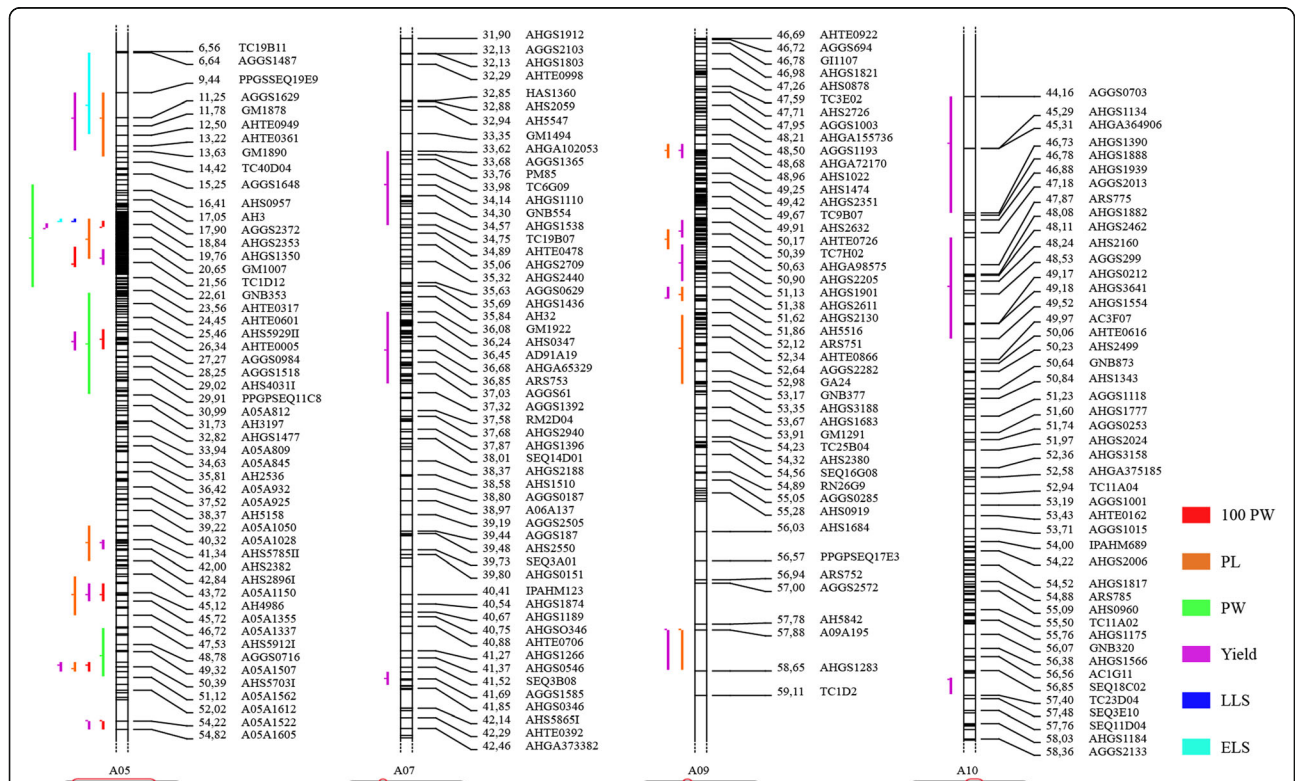 6,56 TC19B11
6,64 AGGS1487
9,44 PPGSSEQ19E9
11,25 AGGS1629
11,78 GM1878
12,50 AHTE0949
13,22 AHTE0361
13,63 GM1890
14,42 TC40D04
15,25 AGGS1648
16,41 AHS0957
17,05 AH3
17,90 AGGS2372
18,84 AHGS2353
19,76 AHGS1350
20,65 GM1007
21,56 TC1D12
22,61 GNB353
23,56 AHTE0317
24,45 AHTE0601
25,46 AHS5929II
26,34 AHTE0005
27,27 AGGS0984
28,25 AGGS1518
29,02 AHS4031I
29,91 PPGPSEQ11C8
30,99 A05A812
31,73 AH3197
32,82 AHGS1477
33,94 A05A809
34,63 A05A845
35,81 AH2536
36,42 A05A932
37,52 A05A925
38,37 AH5158
39,22 A05A1050
40,32 A05A1028
41,34 AHS5785II
42,00 AHS2382
42,84 AHS2896I
43,72 A05A1150
45,12 AH4986
45,72 A05A1355
46,72 A05A1337
47,53 AHS5912I
48,78 AGGS0716
49,32 A05A1507
50,39 AHS5703I
51,12 A05A1562
52,02 A05A1612
54,22 A05A1522
54,82 A05A1605
A05
31,90 AHGS1912
32,13 AGGS2103
32,13 AHGS1803
32,29 AHTE0998
32,85 HAS1360
32,88 AHS2059
32,94 AH5547
33,35 GM1494
33,62 AHGA102053
33,68 AGGS1365
33,76 PM85
33,98 TC6G09
34,14 AHGS1110
34,30 GNB554
34,57 AHGS1538
34,75 TC19B07
34,89 AHTE0478
35,06 AHGS2709
35,32 AHGS2440
35,63 AGGS0629
35,69 AHGS1436
35,84 AH32
36,08 GM1922
36,24 AHS0347
36,45 AD91A19
36,68 AHGA65329
36,85 ARS753
37,03 AGGS61
37,32 AGGS1392
37,58 RM2D04
37,68 AHGS2940
37,87 AHGS1396
38,01 SEQ14D01
38,37 AHGS2188
38,58 AHS1510
38,80 AGGS0187
38,97 A06A137
39,19 AGGS2505
39,44 AGGS187
39,48 AHS2550
39,73 SEQ3A01
39,80 AHGS0151
40,41 IPAHM123
40,54 AHGS1874
40,67 AHGS1189
40,75 AHGSO346
40,88 AHTE0706
41,27 AHGS1266
41,37 AHGS0546
41,52 SEQ3B08
41,69 AGGS1585
41,85 AHGS0346
42,14 AHS5865I
42,29 AHTE0392
42,46 AHGA373382
A07
46,69 AHTE0922
46,72 AGGS694
46,78 GI1107
46,98 AHGS1821
47,26 AHS0878
47,59 TC3E02
47,71 AHS2726
47,95 AGGS1003
48,21 AHGA155736
48,50 AGGS1193
48,68 AHGA72170
48,96 AHS1022
49,25 AHS1474
49,42 AHGS2351
49,67 TC9B07
49,91 AHS2632
50,17 AHTE0726
50,39 TC7H02
50,63 AHGA98575
50,90 AHGS2205
51,13 AHGS1901
51,38 AHGS2611
51,62 AHGS2130
51,86 AH5516
52,12 ARS751
52,34 AHTE0866
52,64 AGGS2282
52,98 GA24
53,17 GNB377
53,35 AHGS3188
53,67 AHGS1683
53,91 GM1291
54,23 TC25B04
54,32 AHS2380
54,56 SEQ16G08
54,89 RN26G9
55,05 AGGS0285
55,28 AHS0919
56,03 AHS1684
56,57 PPGPSEQ17E3
56,94 ARS752
57,00 AGGS2572
57,78 AH5842
57,88 A09A195
58,65 AHGS1283
59,11 TC1D2
A09
44,16 AGGS0703
45,29 AHGS1134
45,31 AHGA364906
46,73 AHGS1390
46,78 AHGS1888
46,88 AHGS1939
47,18 AGGS2013
47,87 ARS775
48,08 AHGS1882
48,11 AHGS2462
48,24 AHS2160
48,53 AGGS299
49,17 AHGS0212
49,18 AHGS3641
49,52 AHGS1554
49,97 AC3F07
50,06 AHTE0616
50,23 AHS2499
50,64 GNB873
50,84 AHS1343
51,23 AGGS1118
51,60 AHGS1777
51,74 AGGS0253
51,97 AHGS2024
52,36 AHGS3158
52,58 AHGA375185
52,94 TC11A04
53,19 AGGS1001
53,43 AHTE0162
53,71 AGGS1015
54,00 IPAHM689
54,22 AHGS2006
54,52 AHGS1817
54,88 ARS785
55,09 AHS0960
55,50 TC11A02
55,76 AHGS1175
56,07 GNB320
56,38 AHGS1566
56,56 AC1G11
56,85 SEQ18C02
57,40 TC23D04
57,48 SEQ3E10
57,76 SEQ11D04
58,03 AHGS1184
58,36 AGGS2133
A10
100 PW
PL
PW
Yield
LLS
ELS